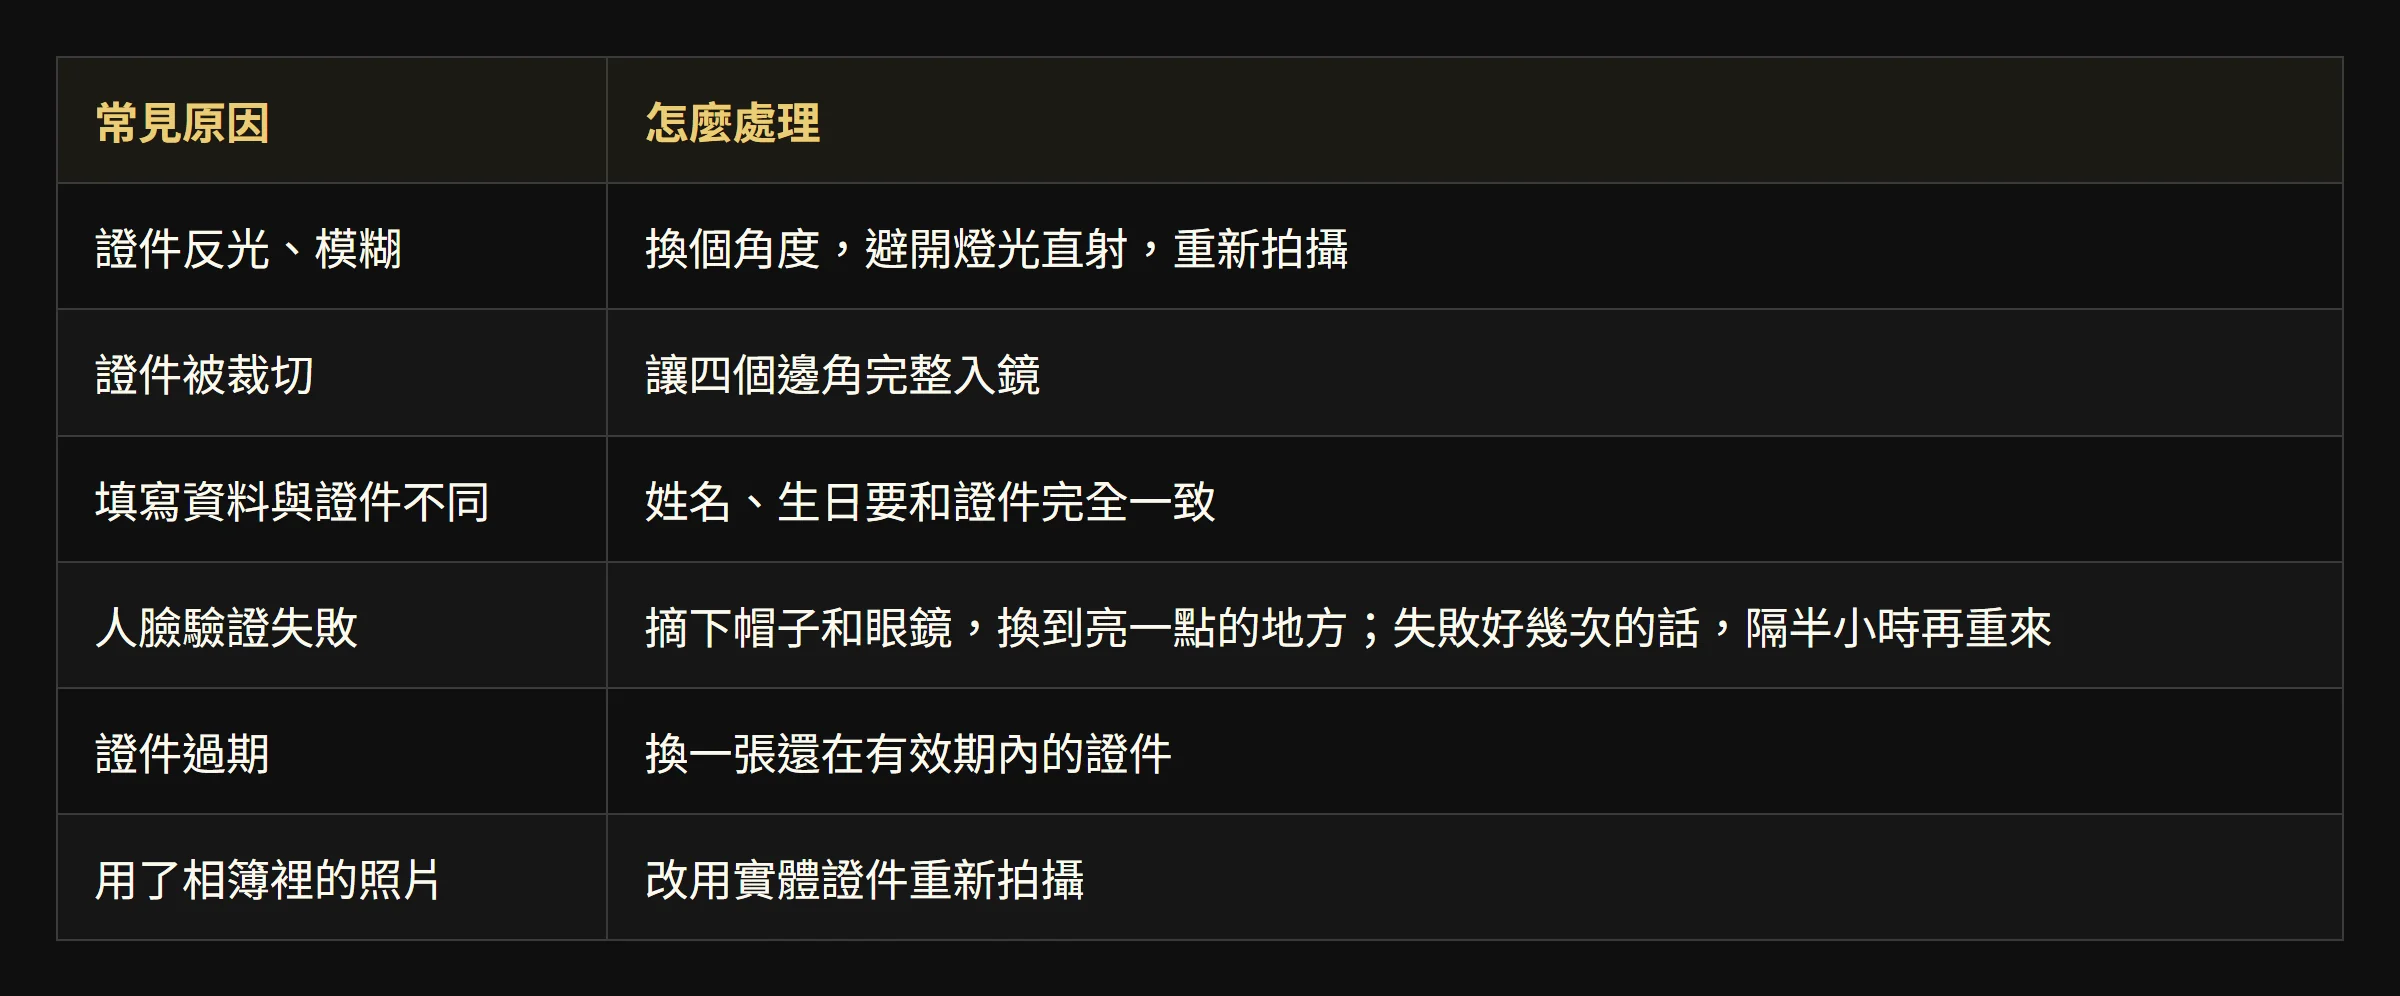 常見原因 怎麼處理
證件反光、模糊 換個角度，避開燈光直射，重新拍攝
證件被裁切 讓四個邊角完整入鏡
填寫資料與證件不同 姓名、生日要和證件完全一致
人臉驗證失敗 摘下帽子和眼鏡，換到亮一點的地方；失敗好幾次的話，隔半小時再重來
證件過期 換一張還在有效期內的證件
用了相簿裡的照片 改用實體證件重新拍攝